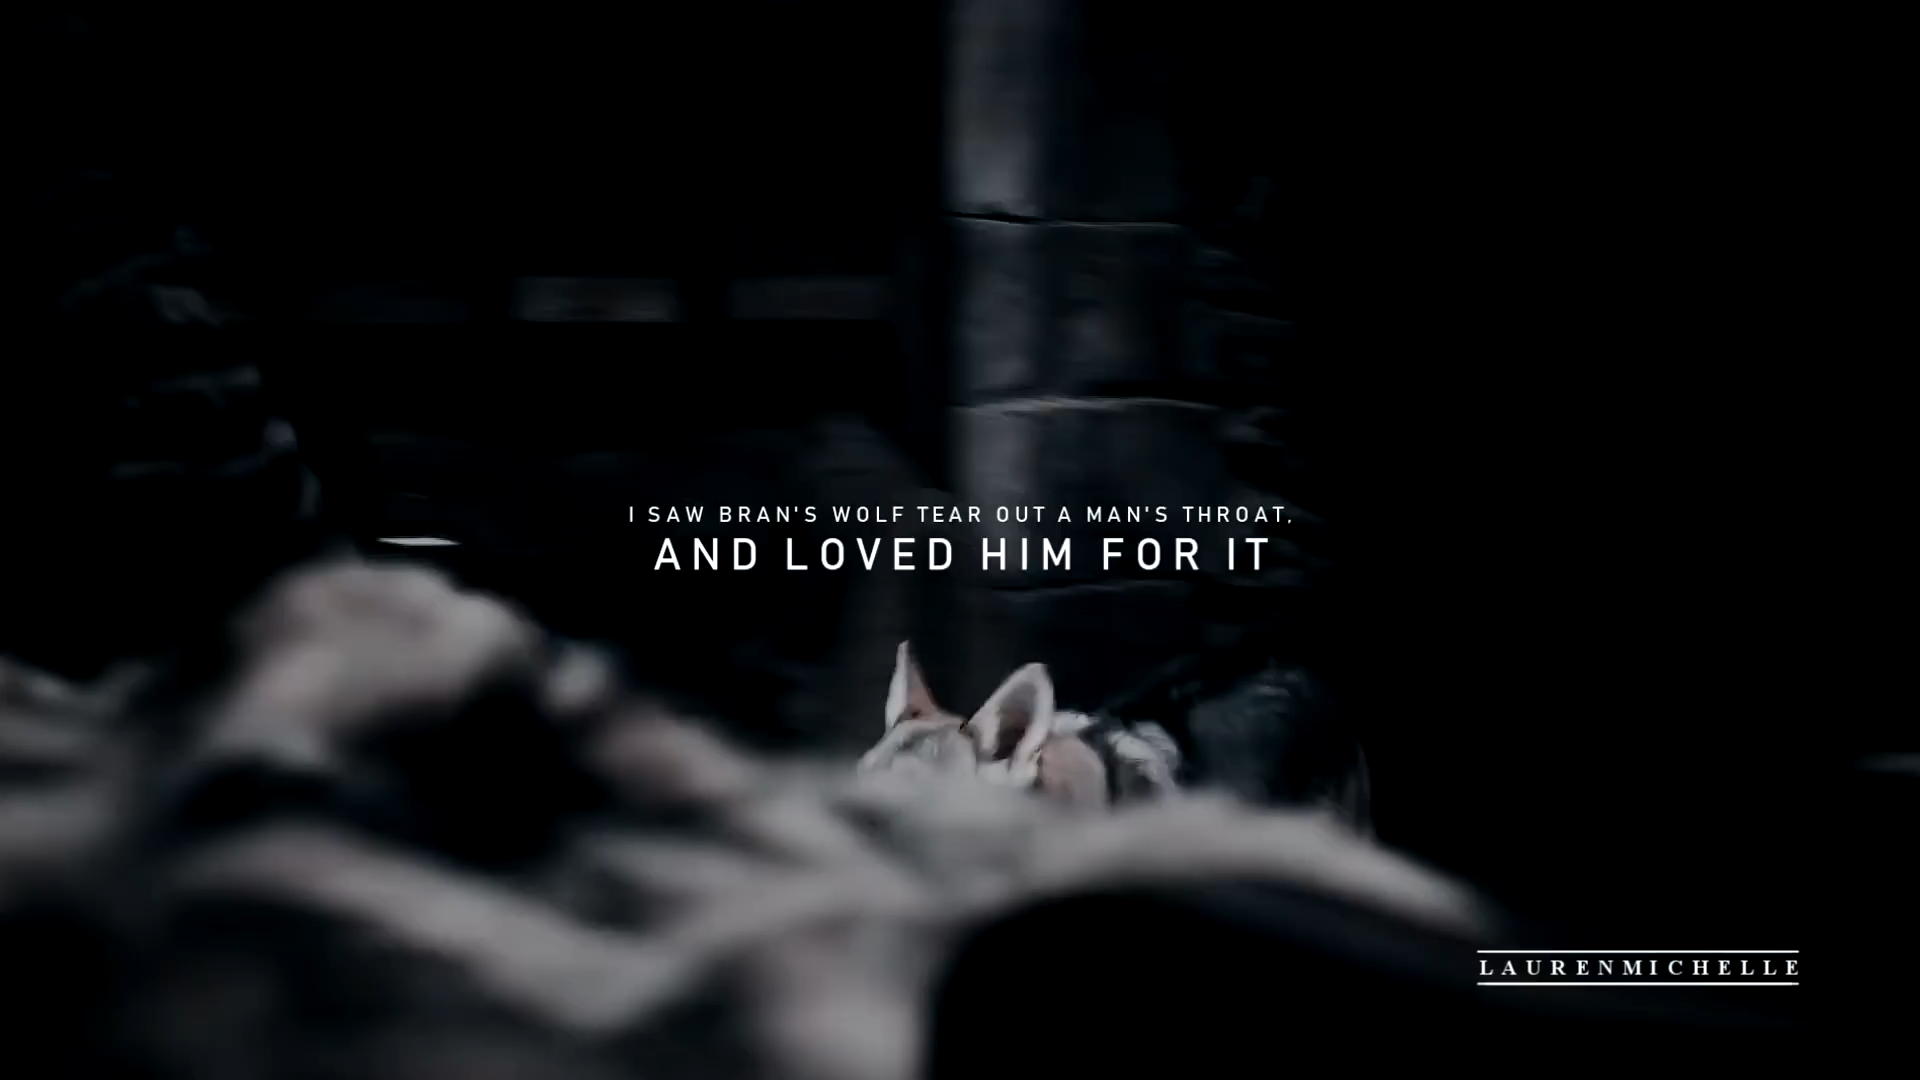 I SAW BRAN'S WOLF TEAR OUT A MAN'S THROAT,
AND LOVED HIM FOR IT
LAURENMICHELLE